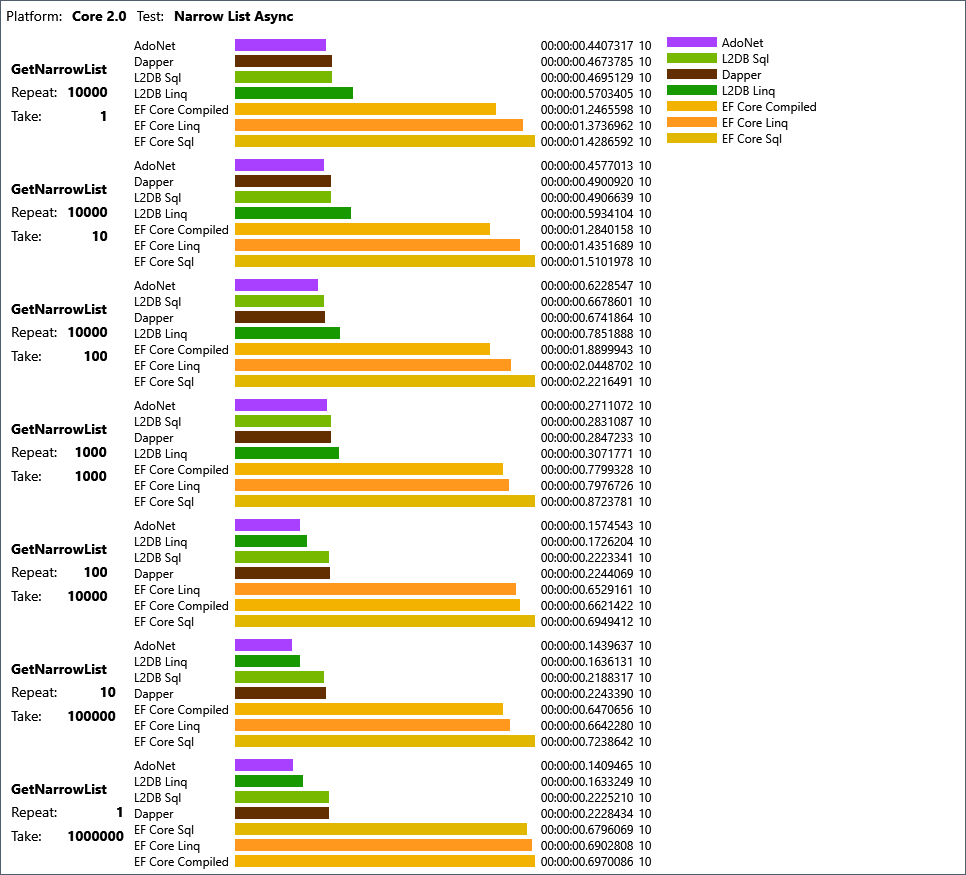 Platform: Core 2.0 Test: Narrow List Async
GetNarrowList
Repeat: 10000
Take: 1
AdoNet 00:00:00.4407317 10
Dapper 00:00:00.4673785 10
L2DB Sql 00:00:00.4695129 10
L2DB Linq 00:00:00.5703405 10
EF Core Compiled 00:00:01.2465598 10
EF Core Linq 00:00:01.3736962 10
EF Core Sql 00:00:01.4286592 10
AdoNet
L2DB Sql
Dapper
L2DB Linq
EF Core Compiled
EF Core Linq
EF Core Sql
GetNarrowList
Repeat: 10000
Take: 10
AdoNet 00:00:00.4577013 10
Dapper 00:00:00.4900920 10
L2DB Sql 00:00:00.4906639 10
L2DB Linq 00:00:00.5934104 10
EF Core Compiled 00:00:01.2840158 10
EF Core Linq 00:00:01.4351689 10
EF Core Sql 00:00:01.5101978 10
GetNarrowList
Repeat: 10000
Take: 100
AdoNet 00:00:00.6228547 10
L2DB Sql 00:00:00.6678601 10
Dapper 00:00:00.6741864 10
L2DB Linq 00:00:00.7851888 10
EF Core Compiled 00:00:01.8899943 10
EF Core Linq 00:00:02.0448702 10
EF Core Sql 00:00:02.2216491 10
GetNarrowList
Repeat: 1000
Take: 1000
AdoNet 00:00:00.2711072 10
L2DB Sql 00:00:00.2831087 10
Dapper 00:00:00.2847233 10
L2DB Linq 00:00:00.3071771 10
EF Core Compiled 00:00:00.7799328 10
EF Core Linq 00:00:00.7976726 10
EF Core Sql 00:00:00.8723781 10
GetNarrowList
Repeat: 100
Take: 10000
AdoNet 00:00:00.1574543 10
L2DB Linq 00:00:00.1726204 10
L2DB Sql 00:00:00.2223341 10
Dapper 00:00:00.2244069 10
EF Core Linq 00:00:00.6529161 10
EF Core Compiled 00:00:00.6621422 10
EF Core Sql 00:00:00.6949412 10
GetNarrowList
Repeat: 10
Take: 100000
AdoNet 00:00:00.1439637 10
L2DB Linq 00:00:00.1636131 10
L2DB Sql 00:00:00.2188317 10
Dapper 00:00:00.2243390 10
EF Core Compiled 00:00:00.6470656 10
EF Core Linq 00:00:00.6642280 10
EF Core Sql 00:00:00.7238642 10
GetNarrowList
Repeat: 1
Take: 1000000
AdoNet 00:00:00.1409465 10
L2DB Linq 00:00:00.1633249 10
L2DB Sql 00:00:00.2225210 10
Dapper 00:00:00.2228434 10
EF Core Sql 00:00:00.6796069 10
EF Core Linq 00:00:00.6902808 10
EF Core Compiled 00:00:00.6970086 10